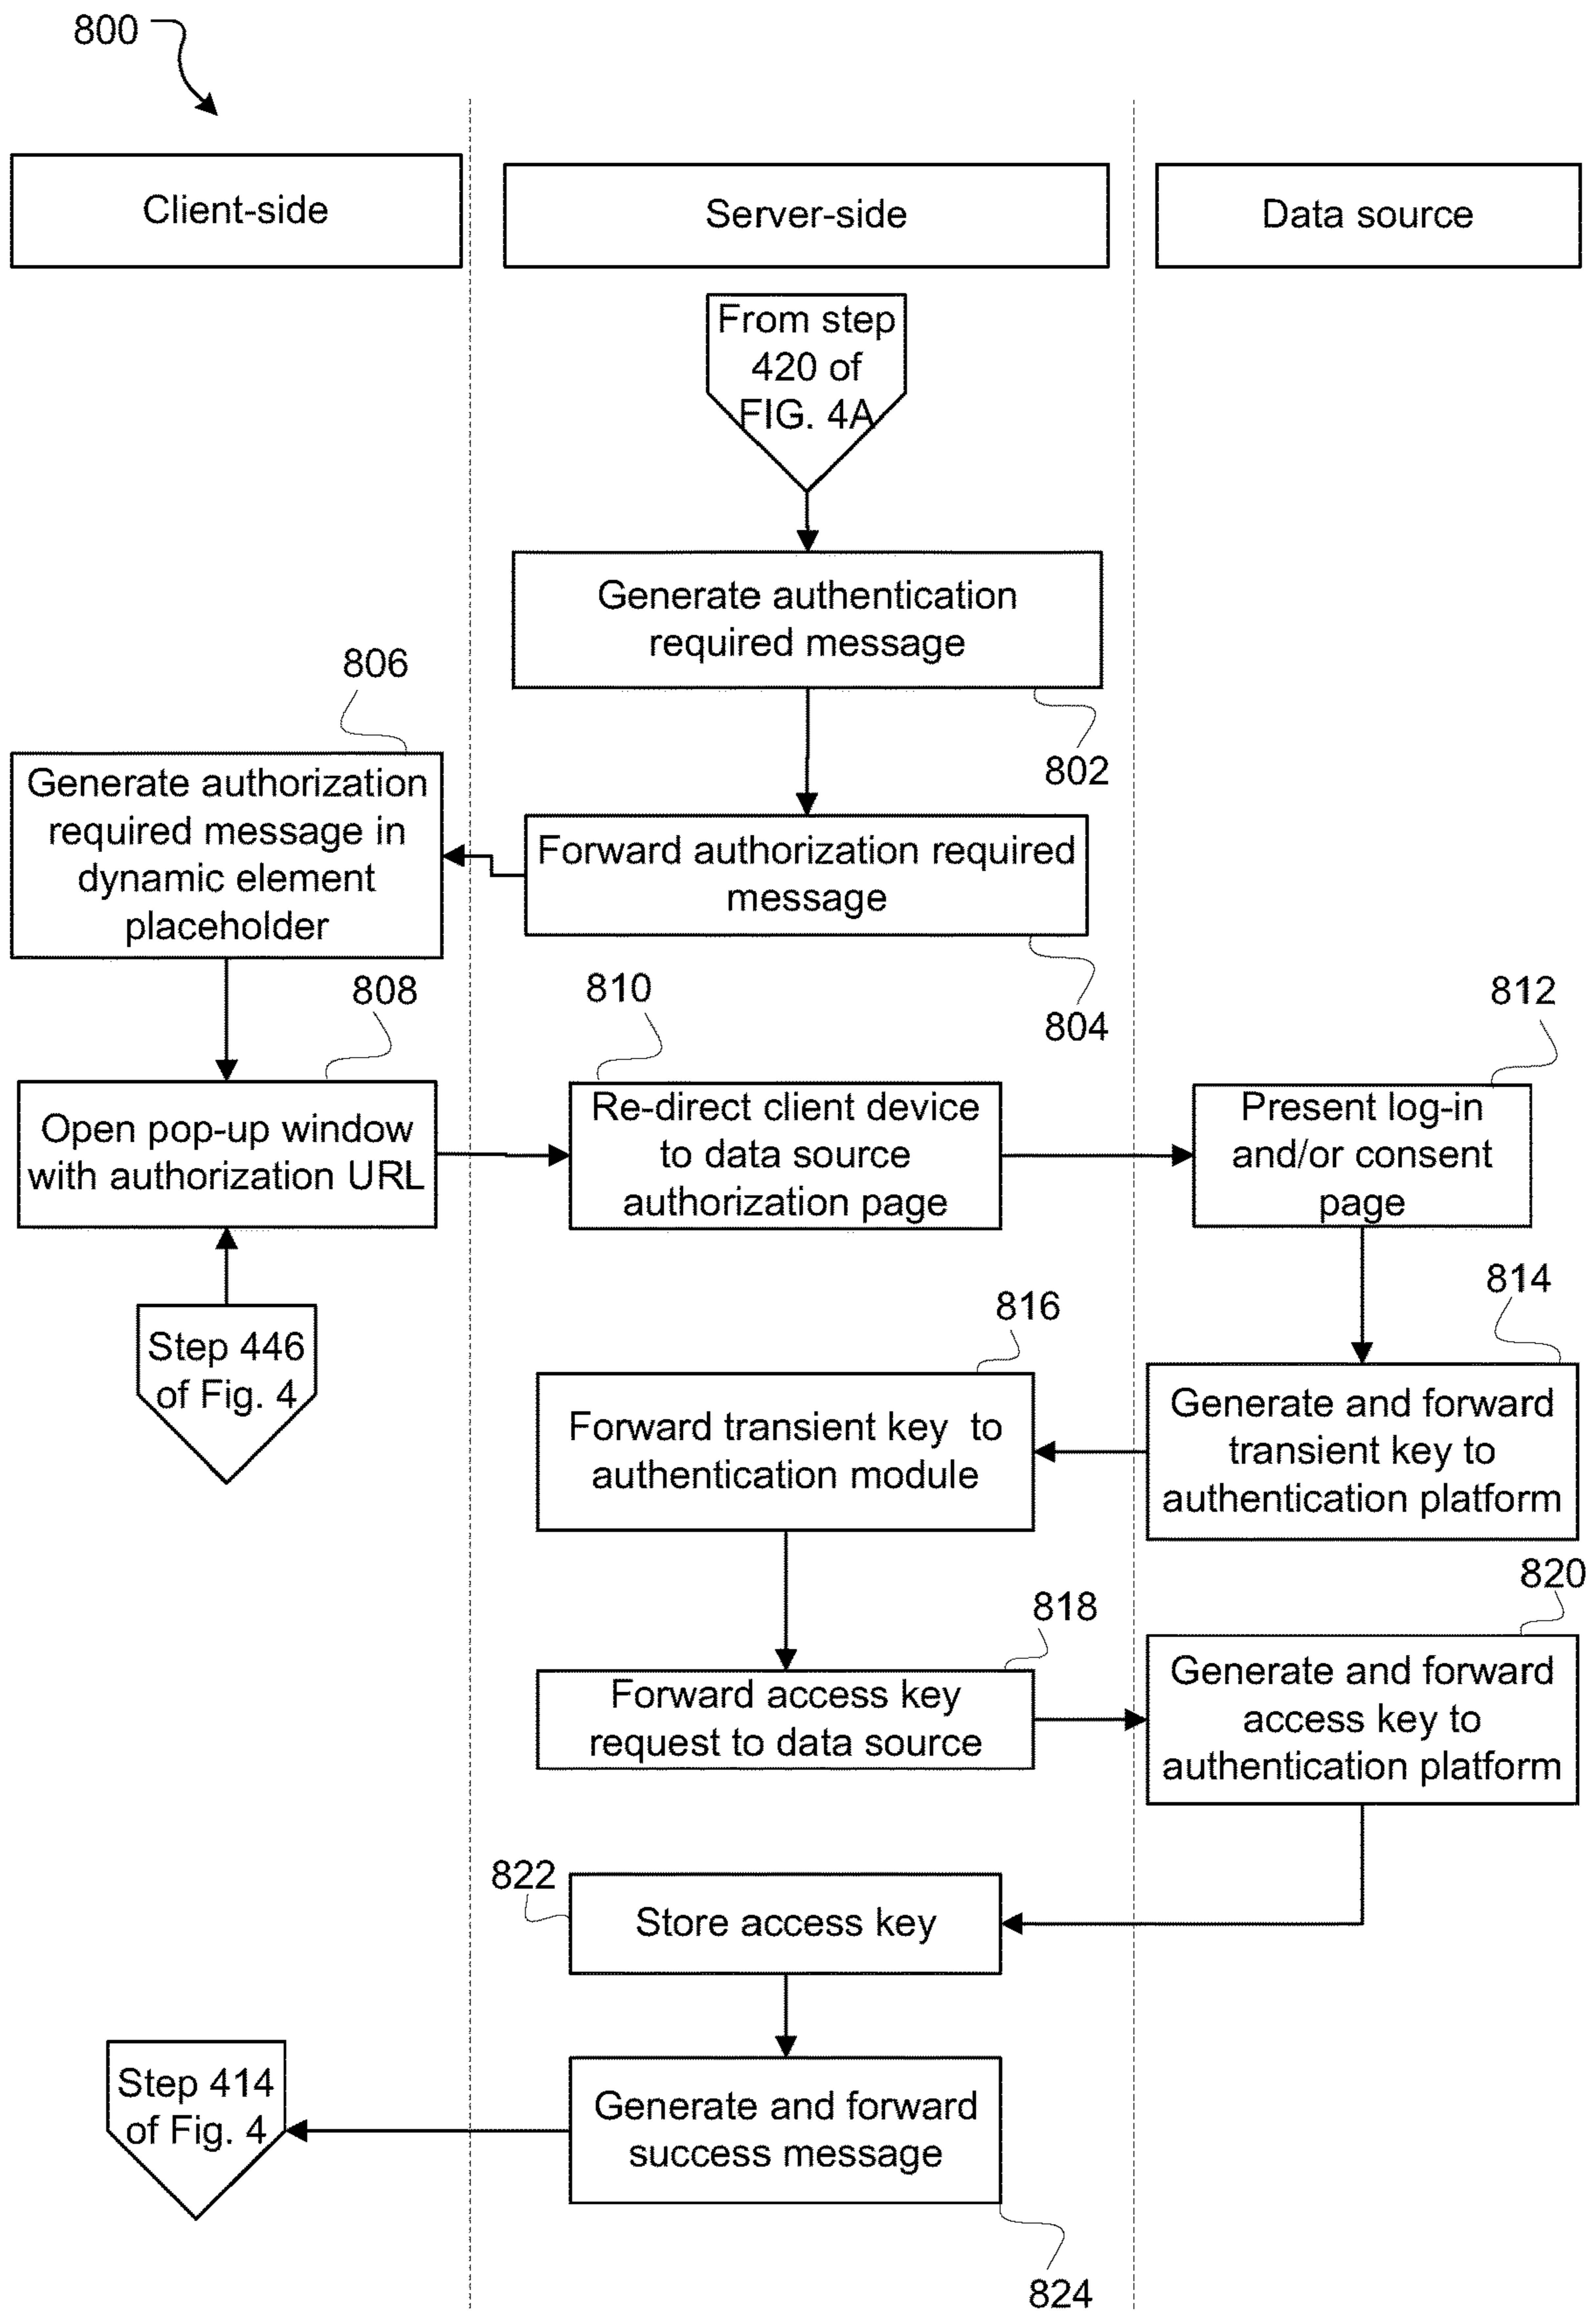 800
Client-side
Server-side
Data source
From step
420 of
FIG. 4A
Generate authentication
required message
802
806
Generate authorization
required message in
dynamic element
placeholder
Forward authorization required
message
804
808
Open pop-up window
with authorization URL
810
Re-direct client device
to data source
authorization page
812
Present log-in
and/or consent
page
Step 446
of Fig. 4
814
Generate and forward
transient key to
authentication platform
816
Forward transient key to
authentication module
818
Forward access key
request to data source
820
Generate and forward
access key to
authentication platform
822
Store access key
Step 414
of Fig. 4
Generate and forward
success message
824